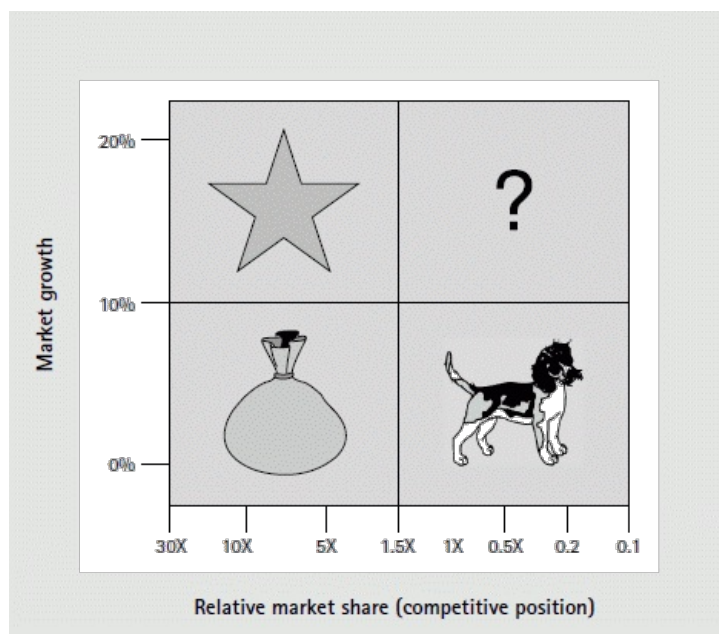 20%
?
Market growth
10%
0%
30X 10X 5X 1.5X 1X 0.5X 0.2 0.1
Relative market share (competitive position)